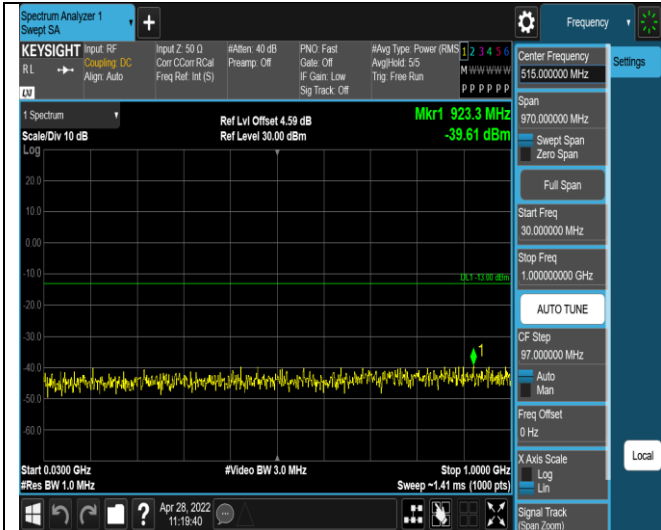 Spectrum Analyzer 1
Swept SA
+
Frequency
KEYSIGHT
RL
LXI
Input: RF
Coupling: DC
Align: Auto
Input Z: 50 Ω
Corr CCorr RCal
Freq Ref: Int (S)
#Atten: 40 dB
Preamp: Off
PNO: Fast
Gate: Off
IF Gain: Low
Sig Track: Off
#Avg Type: Power (RMS
Avg|Hold: 5/5
Trig: Free Run
1 2 3 4 5 6
M W W W W W
P P P P P P
1 Spectrum
Scale/Div 10 dB
Log
Ref Lvl Offset 4.59 dB
Ref Level 30.00 dBm
Mkr1 923.3 MHz
-39.61 dBm
20.0
10.0
0.00
-10.0
DL1 -13.00 dBm
-20.0
-30.0
1
-40.0
-50.0
-60.0
Start 0.0300 GHz
#Res BW 1.0 MHz
#Video BW 3.0 MHz
Stop 1.0000 GHz
Sweep ~1.41 ms (1000 pts)
Center Frequency
515.000000 MHz
Span
970.000000 MHz
Swept Span
Zero Span
Full Span
Start Freq
30.000000 MHz
Stop Freq
1.000000000 GHz
AUTO TUNE
CF Step
97.000000 MHz
Auto
Man
Freq Offset
0 Hz
X Axis Scale
Log
Lin
Signal Track
(Span Zoom)
Settings
Local
?
Apr 28, 2022
11:19:40